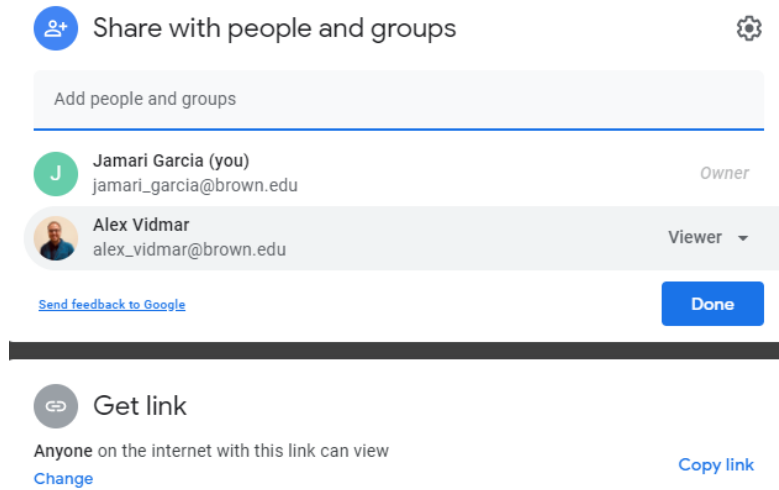 Share with people and groups
Add people and groups
J
Jamari Garcia (you)
jamari_garcia@brown.edu
Owner
Alex Vidmar
alex_vidmar@brown.edu
Viewer
Send feedback to Google
Done
Get link
Anyone on the internet with this link can view
Change
Copy link